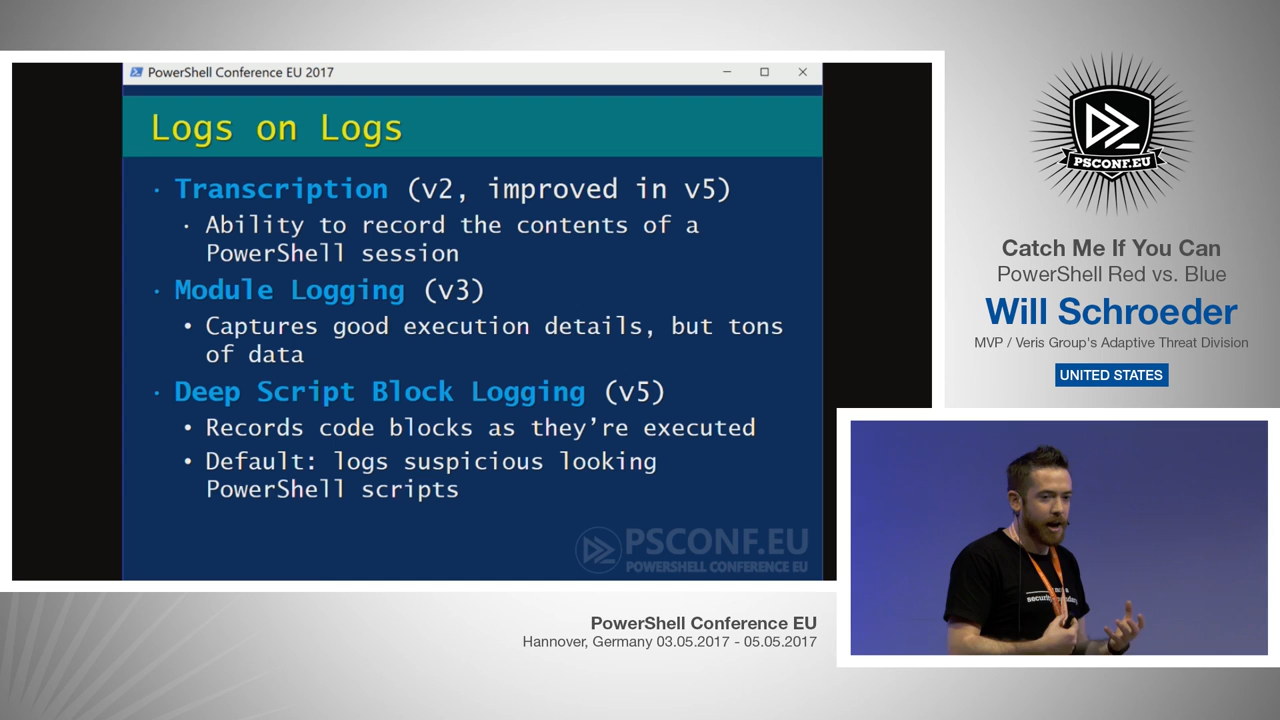 PowerShell Conference EU 2017
Logs on Logs
· Transcription (v2, improved in v5)
· Ability to record the contents of a
PowerShell session
· Module Logging (v3)
• Captures good execution details, but tons
of data
· Deep Script Block Logging (v5)
• Records code blocks as they’re executed
• Default: logs suspicious looking
PowerShell scripts
PSCONF.EU
POWERSHELL CONFERENCE EU
PSCONF.EU
Catch Me If You Can
PowerShell Red vs. Blue
Will Schroeder
MVP / Veris Group's Adaptive Threat Division
UNITED STATES
PowerShell Conference EU
Hannover, Germany 03.05.2017 - 05.05.2017